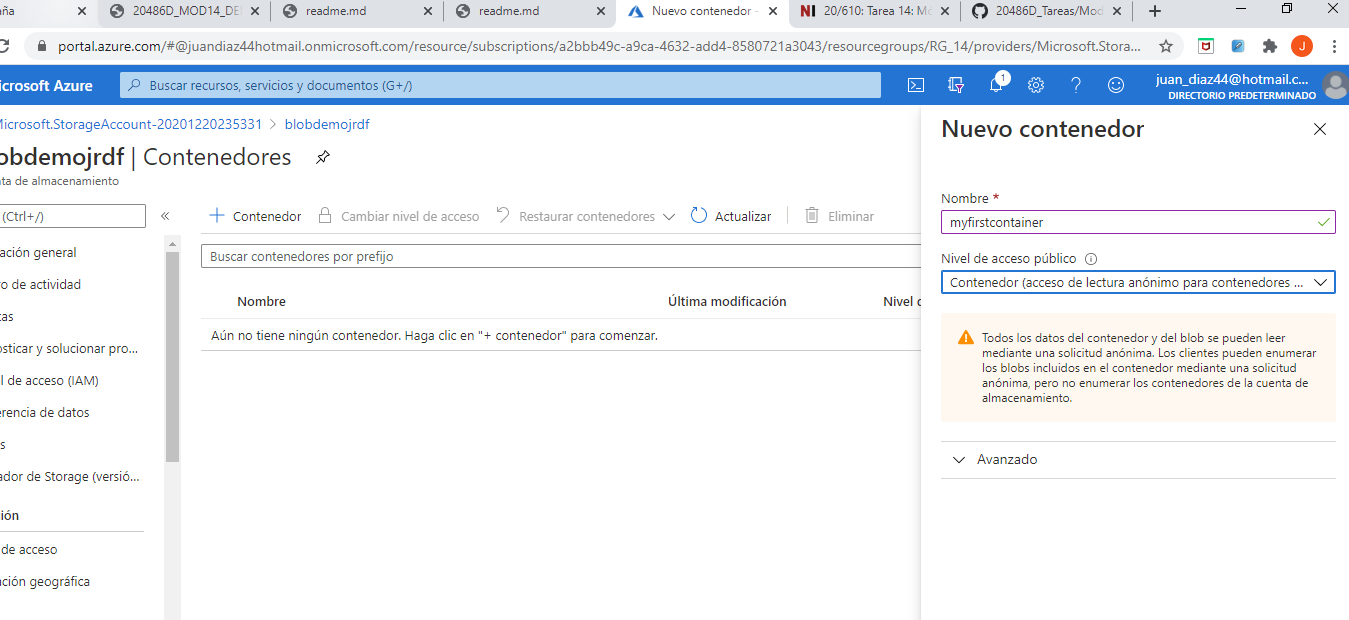 aña
20486D_MOD14_DE
readme.md
readme.md
Nuevo contenedor -
NI 20/610: Tarea 14: Mo
20486D_Tareas/Mod
portal.azure.com/#@juandiaz44hotmail.onmicrosoft.com/resource/subscriptions/a2bbb49c-a9ca-4632-add4-8580721a3043/resourcegroups/RG_14/providers/Microsoft.Stora...
J
icrosoft Azure
Buscar recursos, servicios y documentos (G+/)
1
juan_diaz44@hotmail.c...
DIRECTORIO PREDETERMINADO
Microsoft.StorageAccount-20201220235331 > blobdemojrdf
obdemojrdf | Contenedores
nta de almacenamiento
(Ctrl+/)
«
ación general
o de actividad
tas
osticar y solucionar pro...
l de acceso (IAM)
erencia de datos
s
ador de Storage (versió...
ión
de acceso
ación geográfica
Contenedor
Cambiar nivel de acceso
Restaurar contenedores
Actualizar
Eliminar
Buscar contenedores por prefijo
Nombre
Última modificación
Nivel d
Aún no tiene ningún contenedor. Haga clic en "+ contenedor" para comenzar.
Nuevo contenedor
Nombre *
myfirstcontainer
Nivel de acceso público
Contenedor (acceso de lectura anónimo para contenedores ...
Todos los datos del contenedor y del blob se pueden leer
mediante una solicitud anónima. Los clientes pueden enumerar
los blobs incluidos en el contenedor mediante una solicitud
anónima, pero no enumerar los contenedores de la cuenta de
almacenamiento.
Avanzado